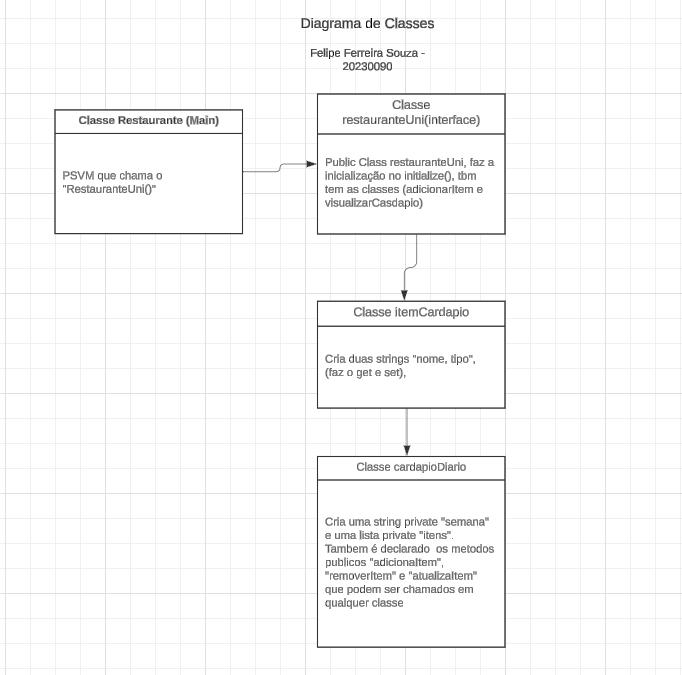 Diagrama de Classes
Felipe Ferreira Souza -
20230090
Classe Restaurante (Main)
PSVM que chama o
"RestauranteUni()"
Classe
restauranteUni(interface)
Public Class restauranteUni, faz a
inicialização no initialize(), tbm
tem as classes (adicionarItem e
visualizarCasdapio)
Classe itemCardapio
Cria duas strings "nome, tipo",
(faz o get e set),
Classe cardapioDiario
Cria uma string private "semana"
e uma lista private "itens".
Tambem é declarado os metodos
publicos "adicionaItem",
"removerItem" e "atualizaItem"
que podem ser chamados em
qualquer classe